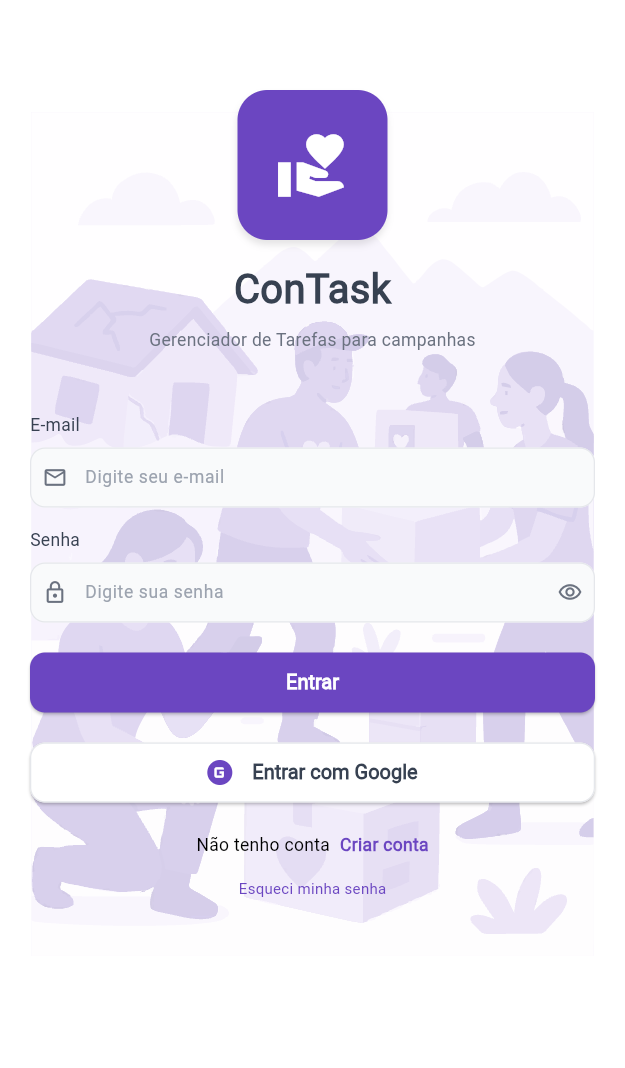 ConTask
Gerenciador de Tarefas para campanhas
E-mail
Digite seu e-mail
Senha
Digite sua senha
Entrar
G Entrar com Google
Não tenho conta Criar conta
Esqueci minha senha